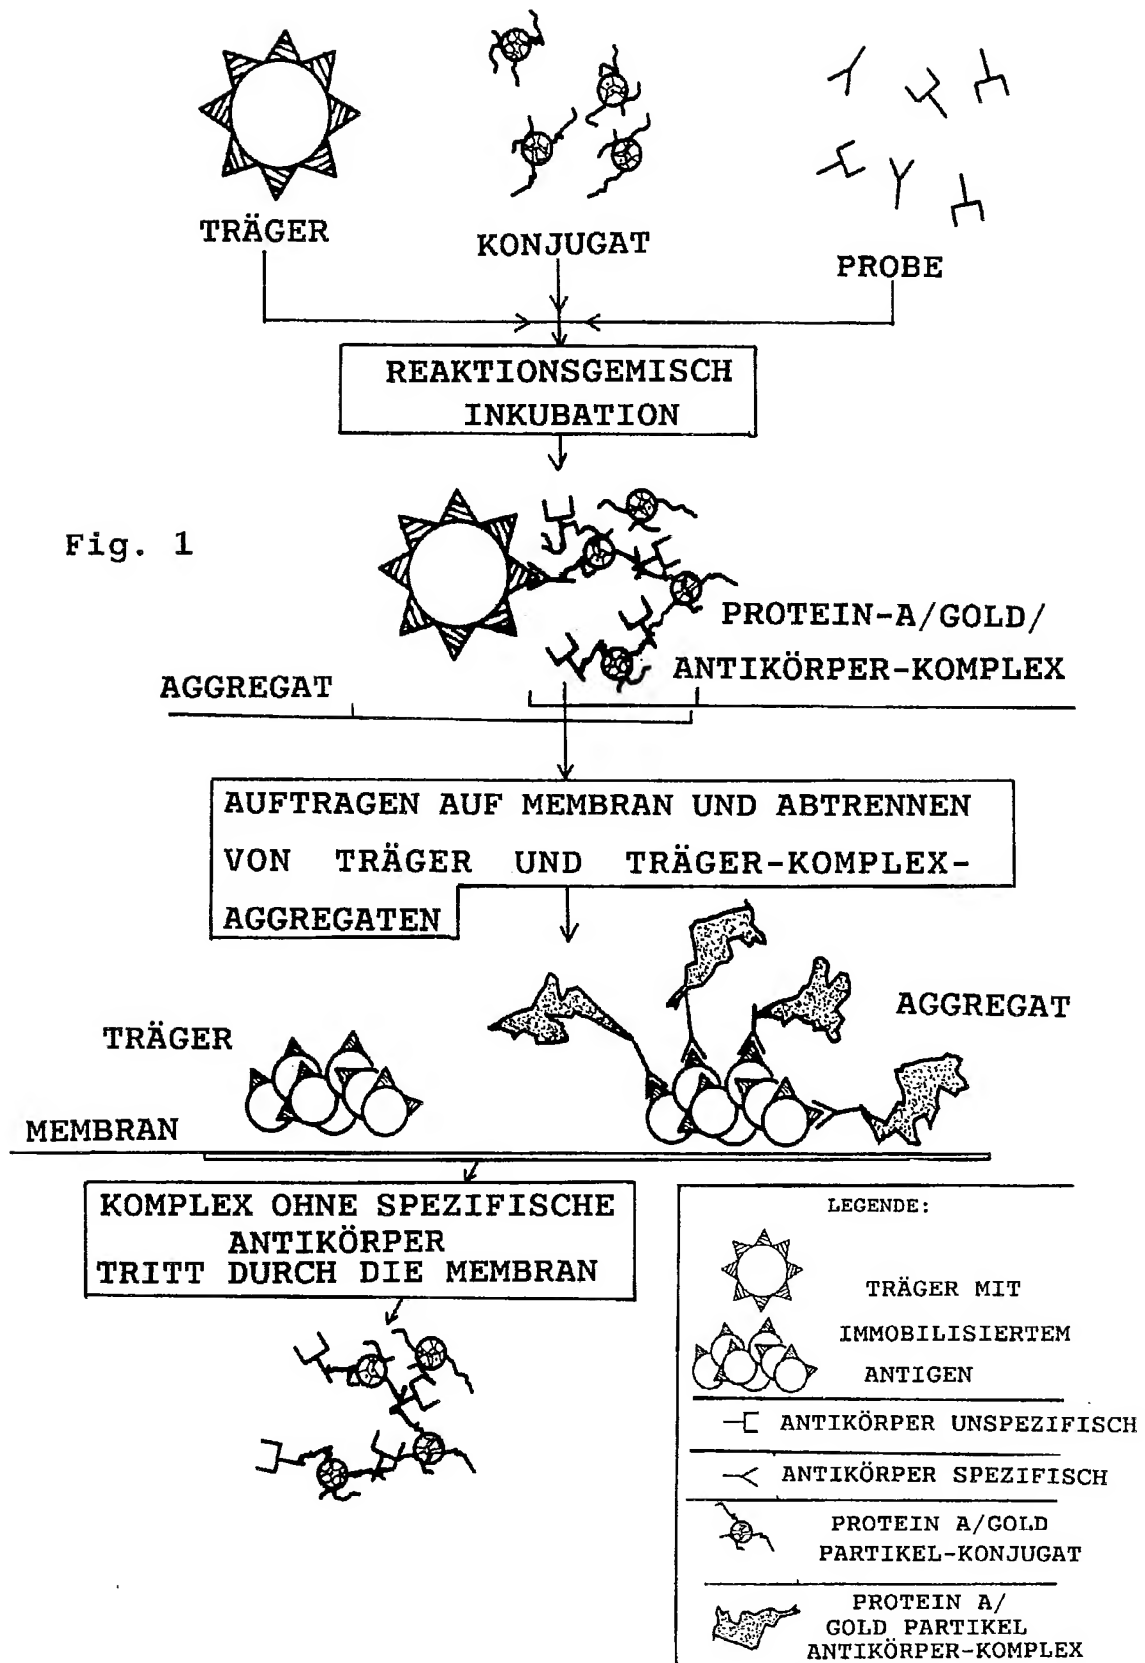 TRÄGER
KONJUGAT
PROBE
REAKTIONSGEMISCH
INKUBATION
Fig. 1
PROTEIN-A/GOLD/
ANTIKÖRPER-KOMPLEX
AGGREGAT
AUFTRAGEN AUF MEMBRAN UND ABTRENNEN
VON TRÄGER UND TRÄGER-KOMPLEX-
AGGREGATEN
AGGREGAT
TRÄGER
MEMBRAN
KOMPLEX OHNE SPEZIFISCHE
ANTIKÖRPER
TRITT DURCH DIE MEMBRAN
LEGENDE:
TRÄGER MIT
IMMOBILISIERTEM
ANTIGEN
ANTIKÖRPER UNSPEZIFISCH
ANTIKÖRPER SPEZIFISCH
PROTEIN A/GOLD
PARTIKEL-KONJUGAT
PROTEIN A/
GOLD PARTIKEL
ANTIKÖRPER-KOMPLEX